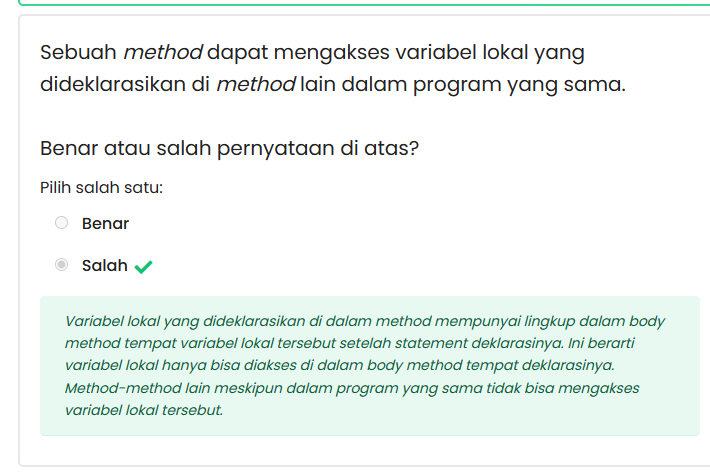 Sebuah method dapat mengakses variabel lokal yang
dideklarasikan di method lain dalam program yang sama.
Benar atau salah pernyataan di atas?
Pilih salah satu:
Benar
Salah
Variabel lokal yang dideklarasikan di dalam method mempunyai lingkup dalam body
method tempat variabel lokal tersebut setelah statement deklarasinya. Ini berarti
variabel lokal hanya bisa diakses di dalam body method tempat deklarasinya.
Method-method lain meskipun dalam program yang sama tidak bisa mengakses
variabel lokal tersebut.